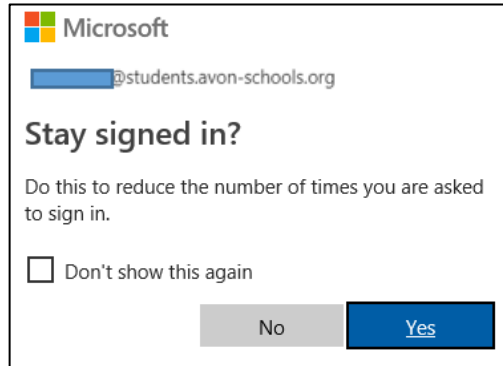 Microsoft
@students.avon-schools.org
Stay signed in?
Do this to reduce the number of times you are asked
to sign in.
Don't show this again
No
Yes